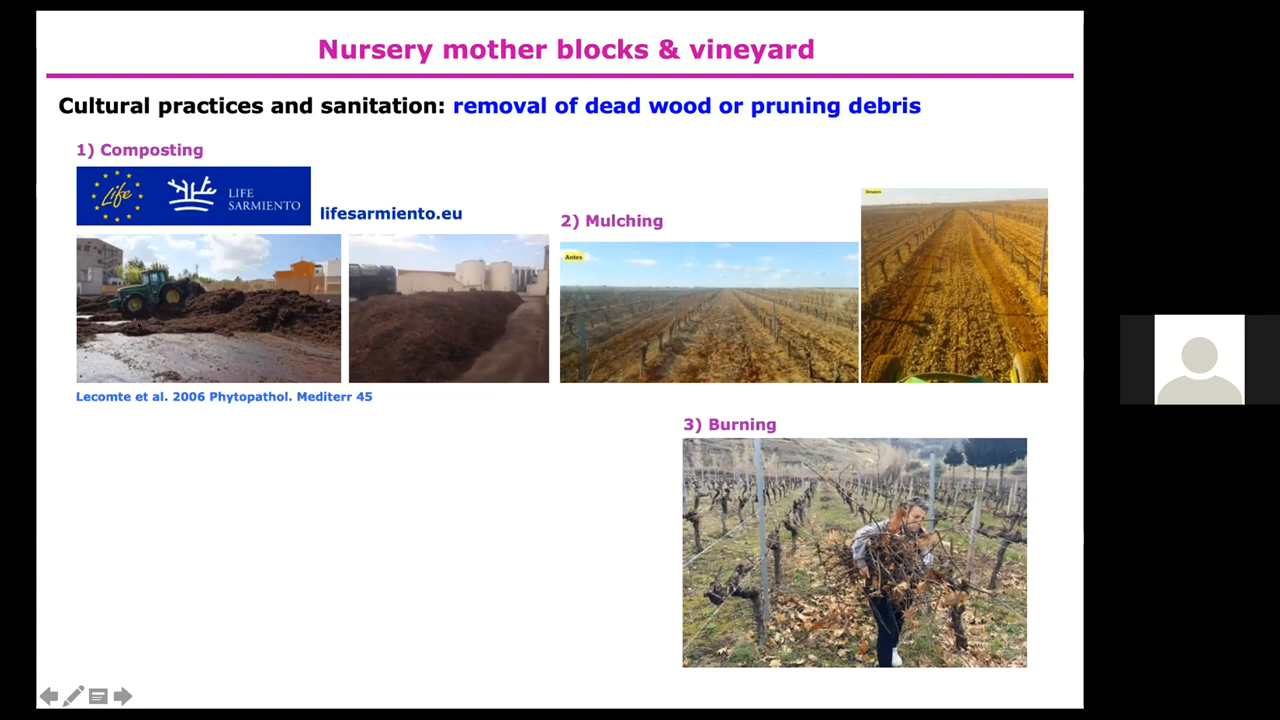 Nursery mother blocks & vineyard
Cultural practices and sanitation: removal of dead wood or pruning debris
1) Composting
Life
LIFE
SARMIENTO
lifesarmiento.eu
2) Mulching
Antes
Después
Lecomte et al. 2006 Phytopathol. Mediterr 45
3) Burning